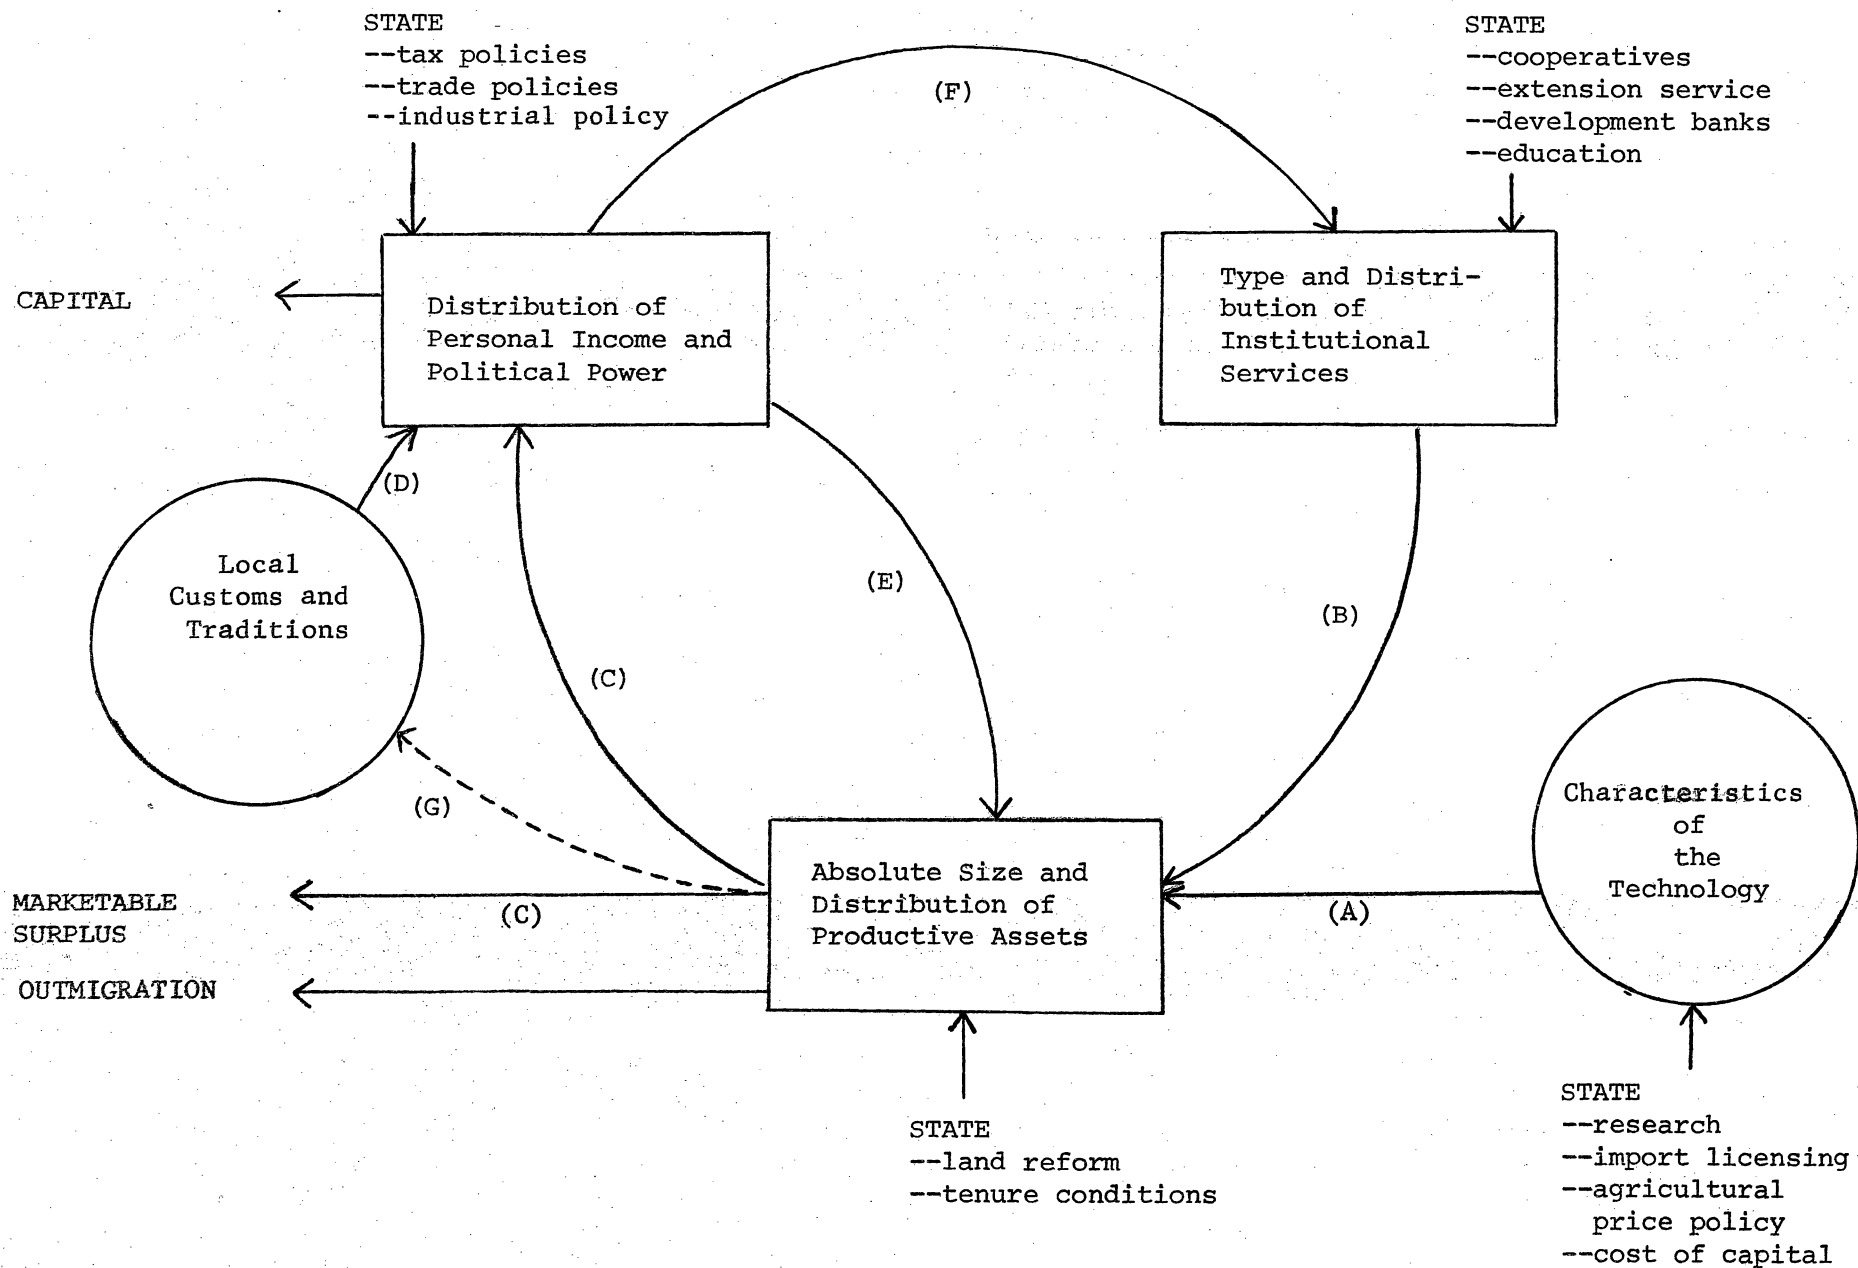 STATE
--tax policies
--trade policies
--industrial policy
(F)
STATE
--cooperatives
--extension service
--development banks
--education
CAPITAL
Distribution of
Personal Income and
Political Power
Type and Distri-
bution of
Institutional
Services
(D)
Local
Customs and
Traditions
(E)
(B)
(C)
(G)
Characteristics
of
the
Technology
MARKETABLE
SURPLUS
(C)
Absolute Size and
Distribution of
Productive Assets
(A)
OUTMIGRATION
STATE
--land reform
--tenure conditions
STATE
--research
--import licensing
--agricultural
price policy
--cost of capital